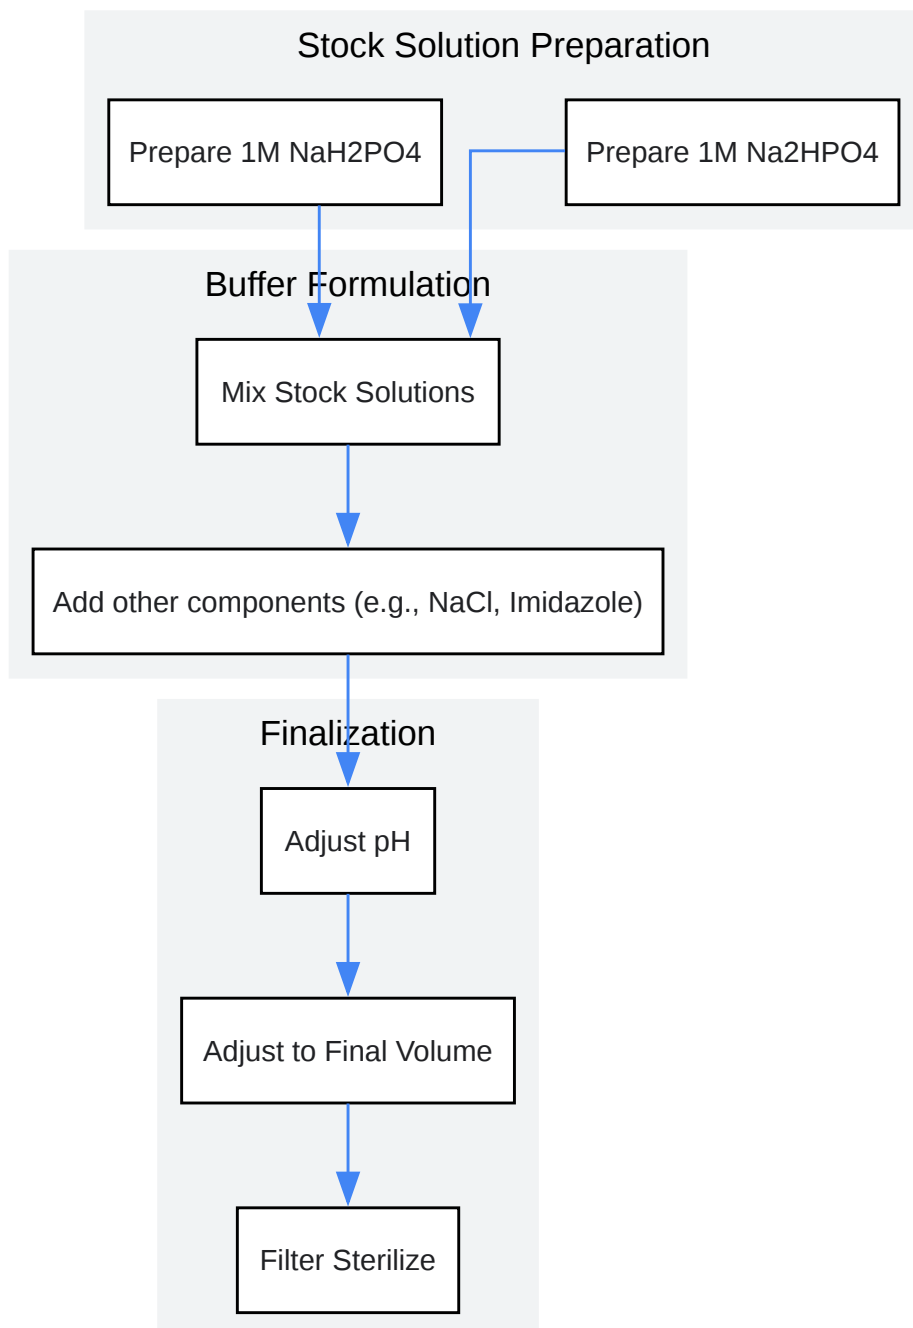 Stock Solution Preparation
Prepare 1M NaH2PO4
Prepare 1M Na2HPO4
Buffer Formulation
Mix Stock Solutions
Add other components (e.g., NaCl, Imidazole)
Finalization
Adjust pH
Adjust to Final Volume
Filter Sterilize